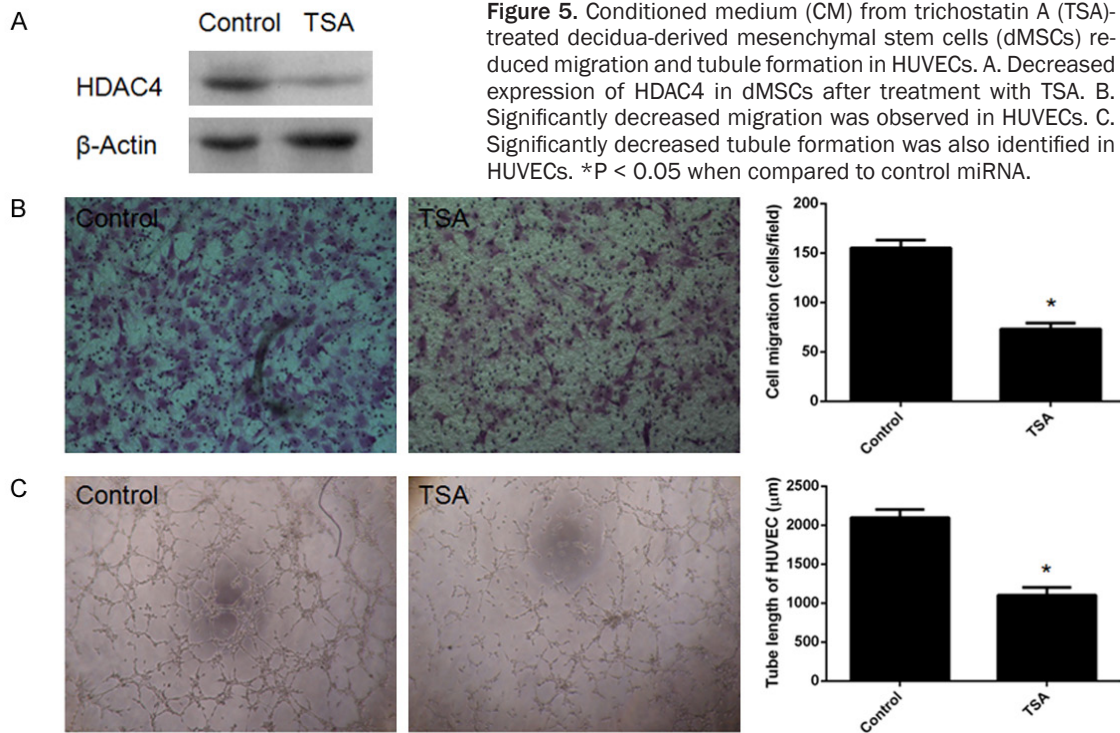 A
Control TSA
HDAC4
β-Actin
Figure 5. Conditioned medium (CM) from trichostatin A (TSA)-
treated decidua-derived mesenchymal stem cells (dMSCs) re-
duced migration and tubule formation in HUVECs. A. Decreased
expression of HDAC4 in dMSCs after treatment with TSA. B.
Significantly decreased migration was observed in HUVECs. C.
Significantly decreased tubule formation was also identified in
HUVECs. *P < 0.05 when compared to control miRNA.
B
Control
TSA
Cell migration (cells/field)
200
150
100
50
0
*
Control
TSA
C
Control
TSA
Tube length of HUVEC (μm)
2500
2000
1500
1000
500
0
*
Control
TSA